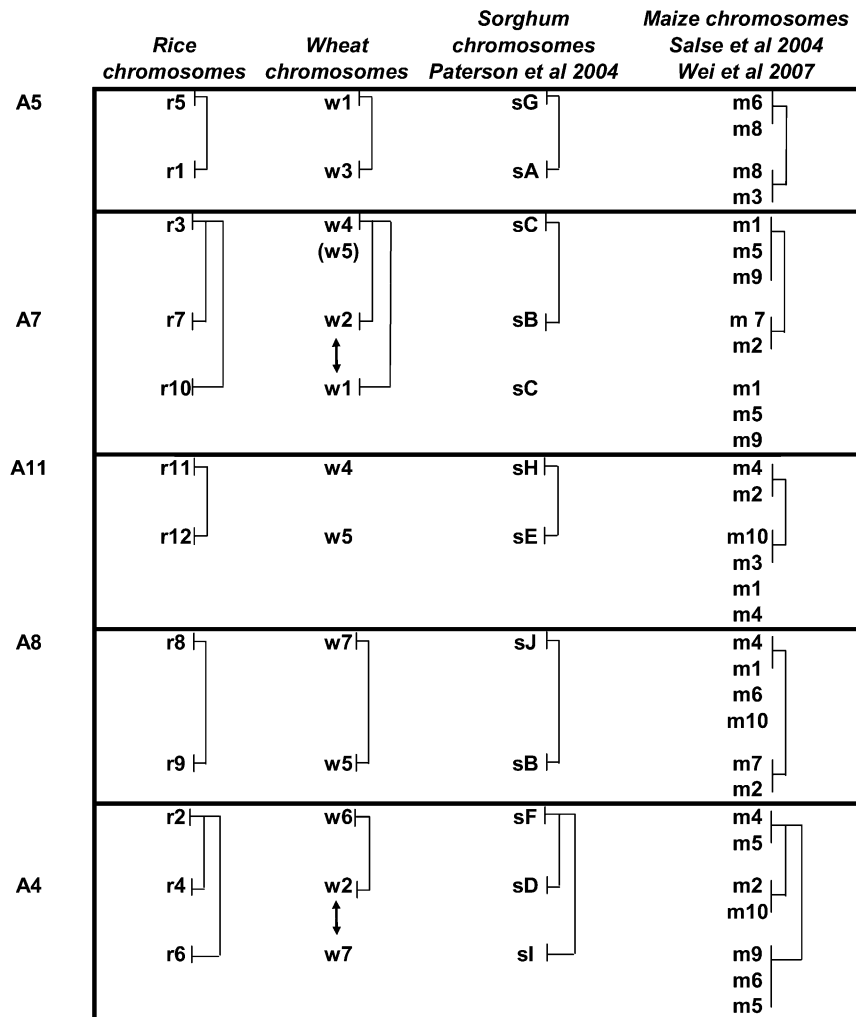 Rice chromosomes
Wheat chromosomes
Sorghum chromosomes Paterson et al 2004
Maize chromosomes Salse et al 2004 Wei et al 2007
A5 r5 w1 sG m6
m8
r1 w3 sA m8
m3
r3 w4 sC m1
(w5) m5
m9
A7 r7 w2 sB m 7
m2
r10 w1 sC m1
m5
m9
A11 r11 w4 sH m4
m2
r12 w5 sE m10
m3
m1
m4
A8 r8 w7 sJ m4
m1
m6
m10
r9 w5 sB m7
m2
r2 w6 sF m4
m5
A4 r4 w2 sD m2
m10
r6 w7 sI m9
m6
m5